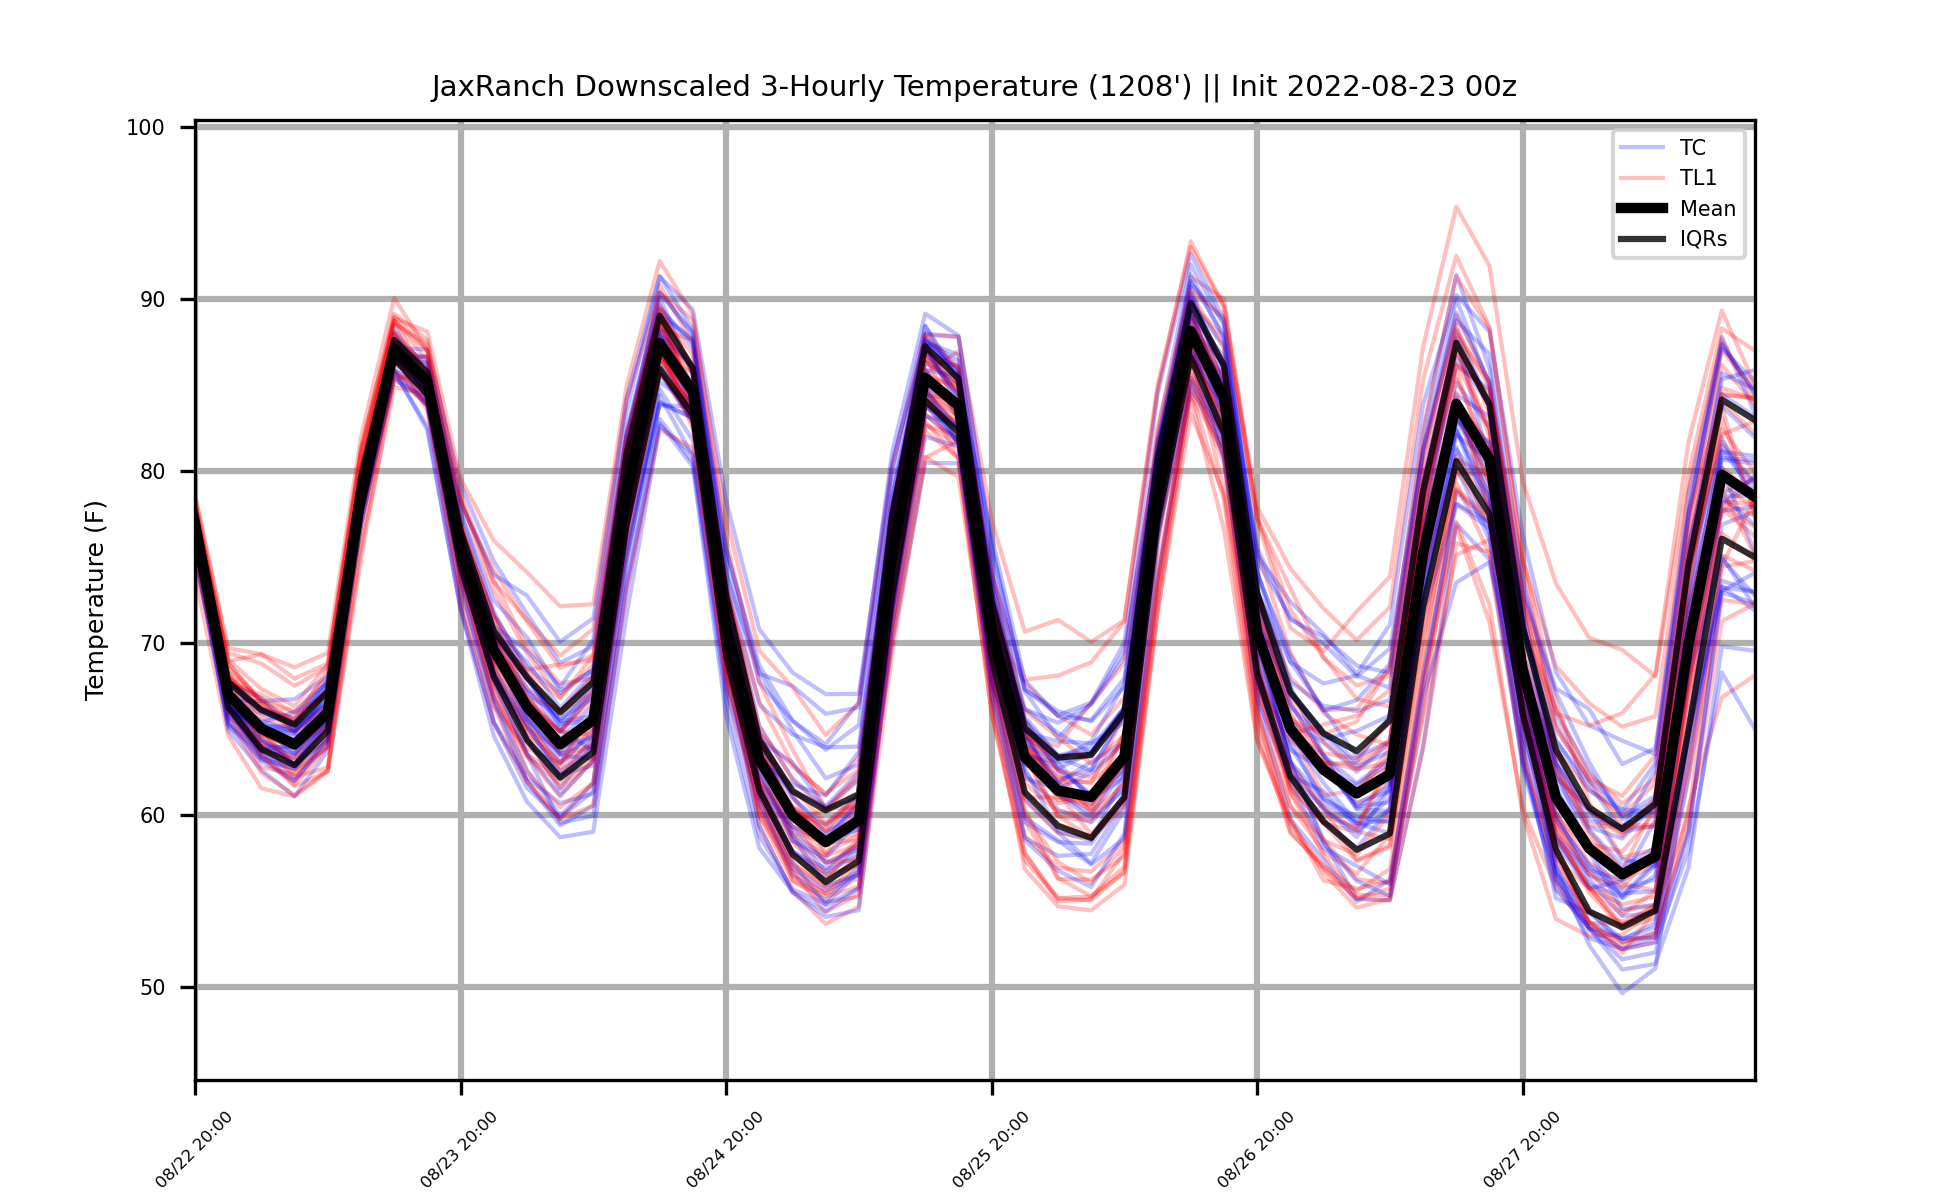 JaxRanch Downscaled 3-Hourly Temperature (1208') || Init 2022-08-23 00z
TC
TL1
Mean
IQRs
Temperature (F)
100
90
80
70
60
50
08/22 20:00
08/23 20:00
08/24 20:00
08/25 20:00
08/26 20:00
08/27 20:00